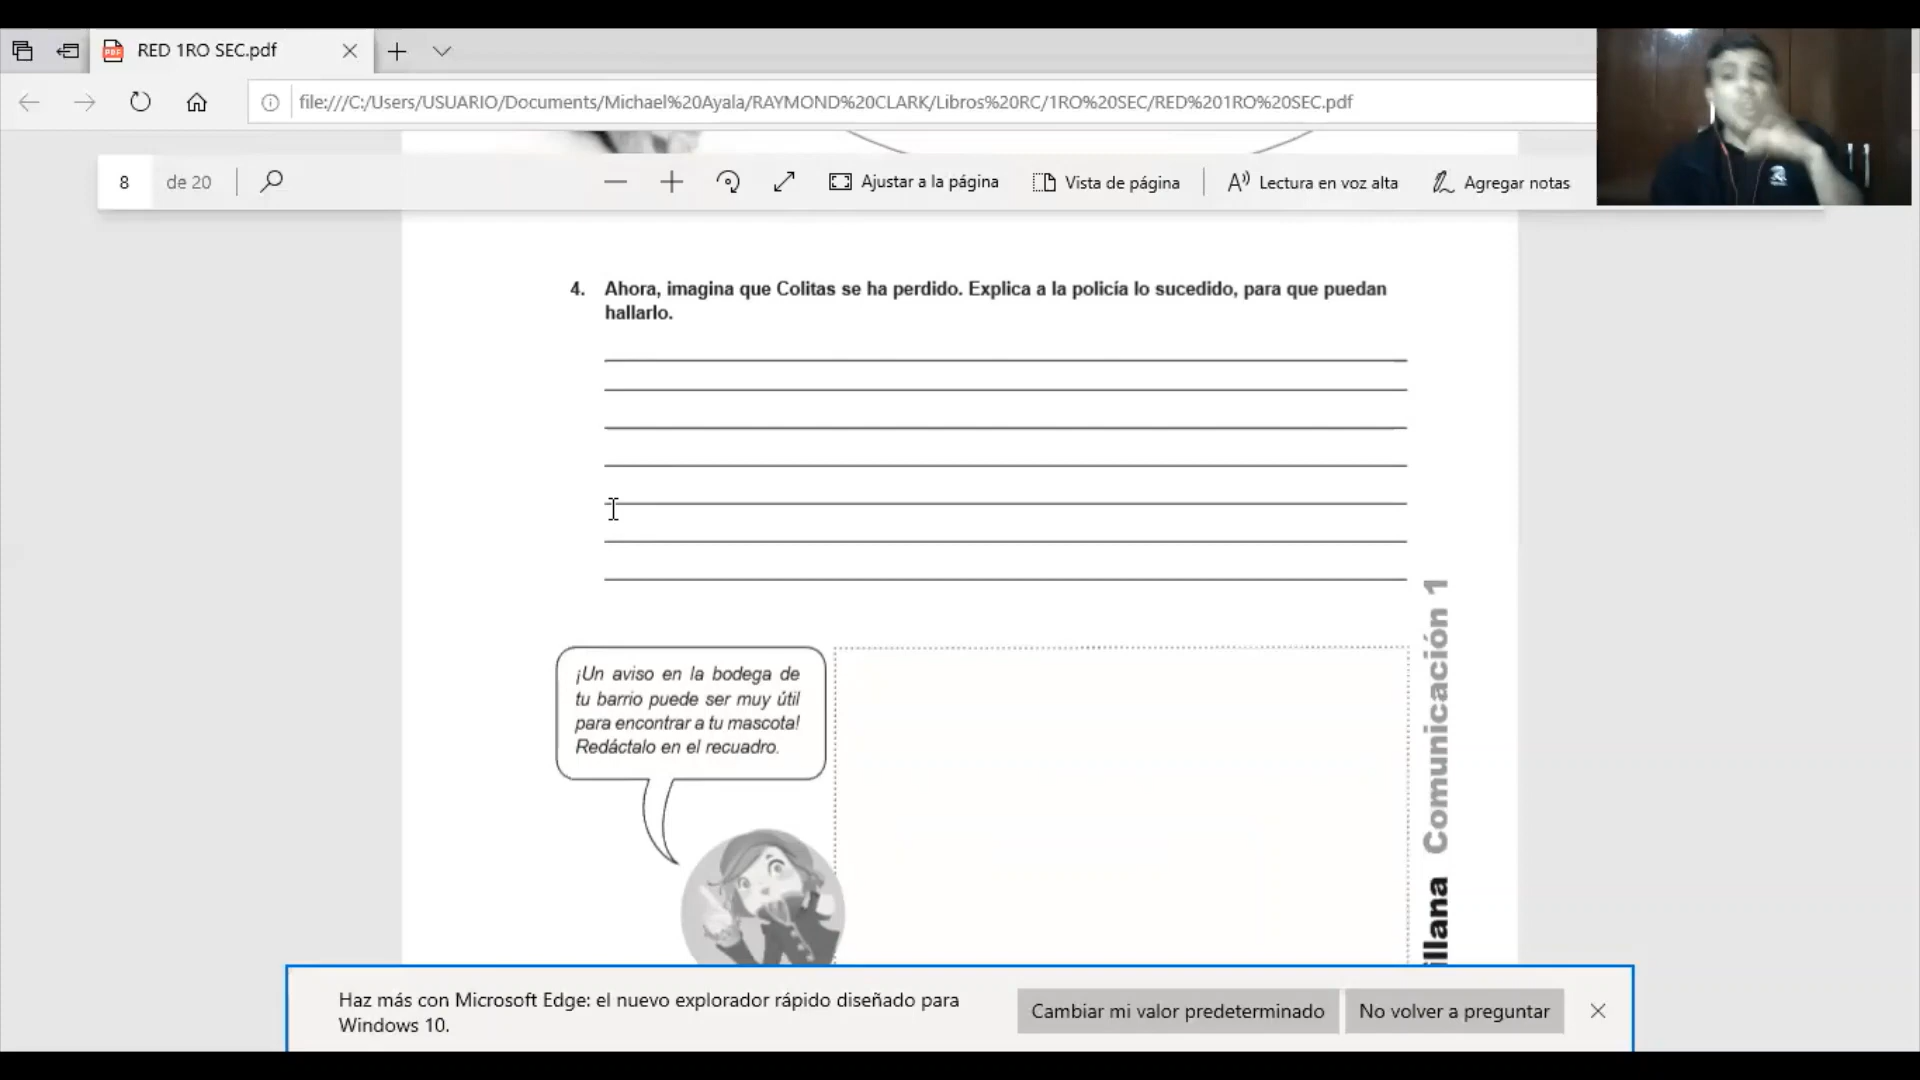 RED 1RO SEC.pdf
file:///C:/Users/USUARIO/Documents/Michael%20Ayala/RAYMOND%20CLARK/Libros%20RC/1RO%20SEC/RED%201RO%20SEC.pdf
8 de 20
Ajustar a la página
Vista de página
Lectura en voz alta
Agregar notas
4. Ahora, imagina que Colitas se ha perdido. Explica a la policía lo sucedido, para que puedan
hallarlo.
¡Un aviso en la bodega de
tu barrio puede ser muy útil
para encontrar a tu mascota!
Redáctalo en el recuadro.
illana Comunicación 1
Haz más con Microsoft Edge: el nuevo explorador rápido diseñado para
Windows 10.
Cambiar mi valor predeterminado
No volver a preguntar